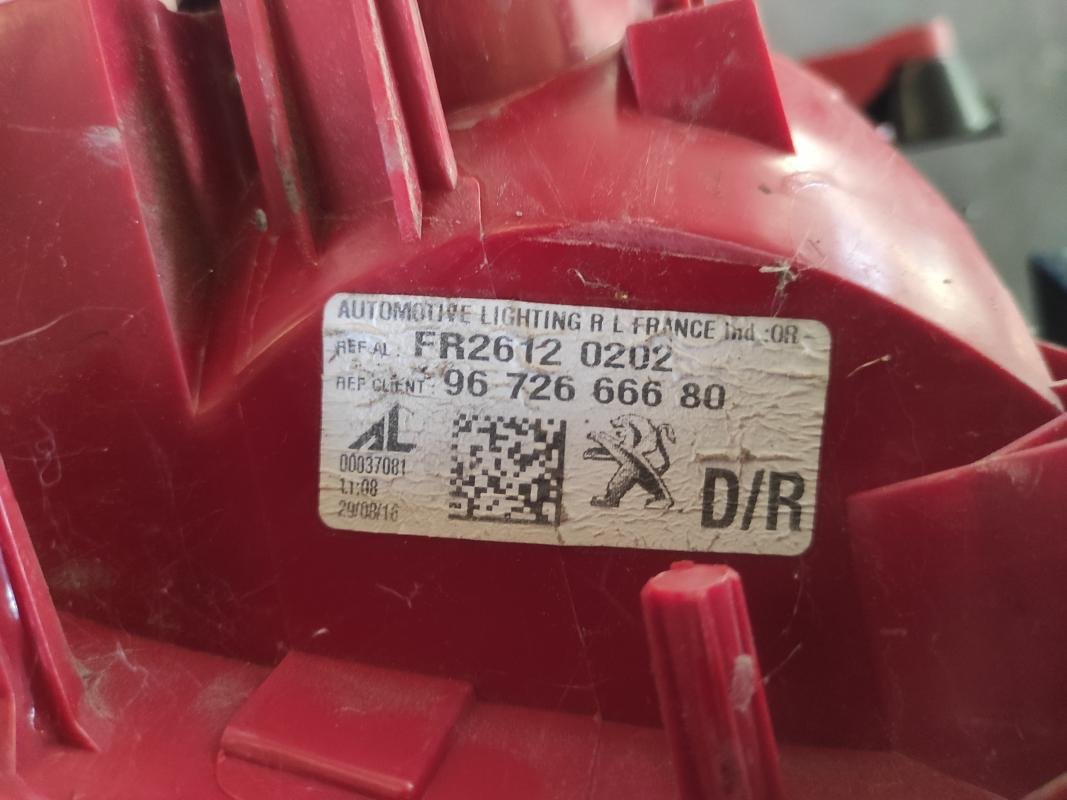 AUTOMOTIVE LIGHTING R L FRANCE Ind :OR -
REF AL : FR2612 0202
REF CLIENT : 96 726 666 80
AL
00037081
11:08
29/08/16
D/R